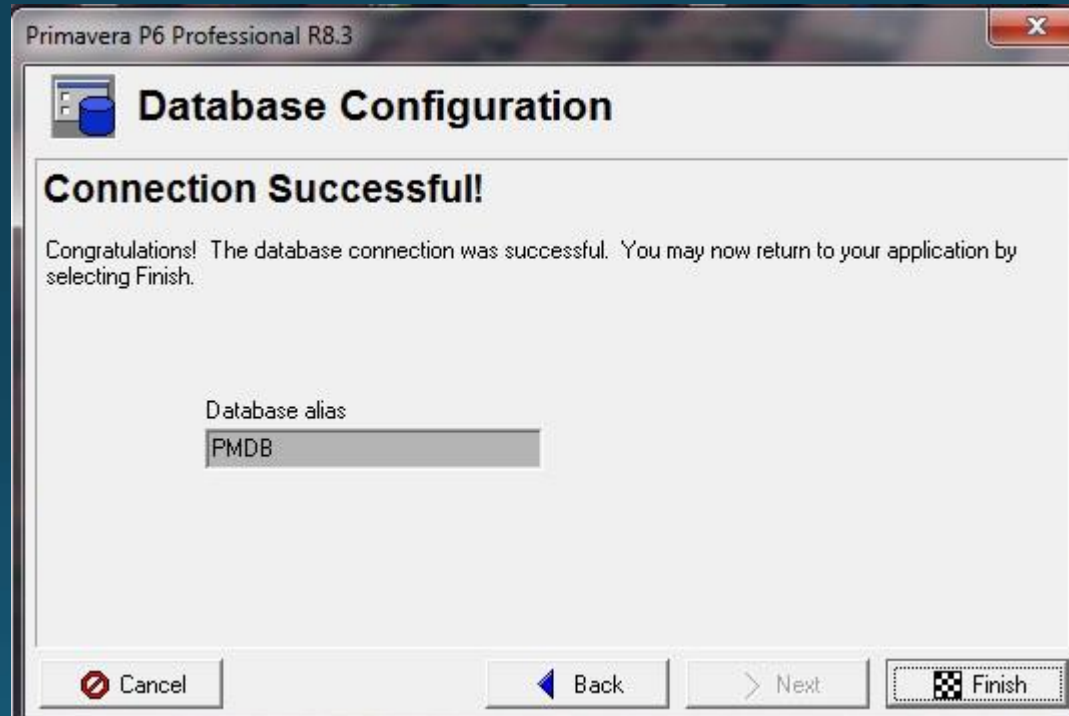 Primavera P6 Professional R8.3
Database Configuration
Connection Successful!
Congratulations! The database connection was successful. You may now return to your application by
selecting Finish.
Database alias
PMDB
Cancel
Back
Next
Finish